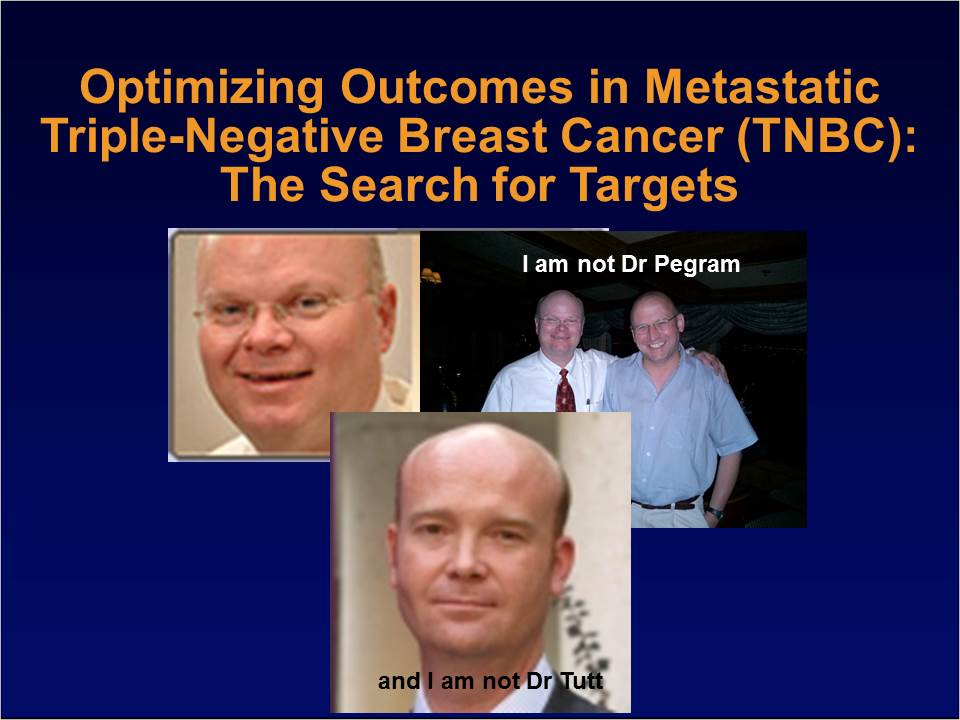 Optimizing Outcomes in Metastatic
Triple-Negative Breast Cancer (TNBC):
The Search for Targets
I am not Dr Pegram
and I am not Dr Tutt